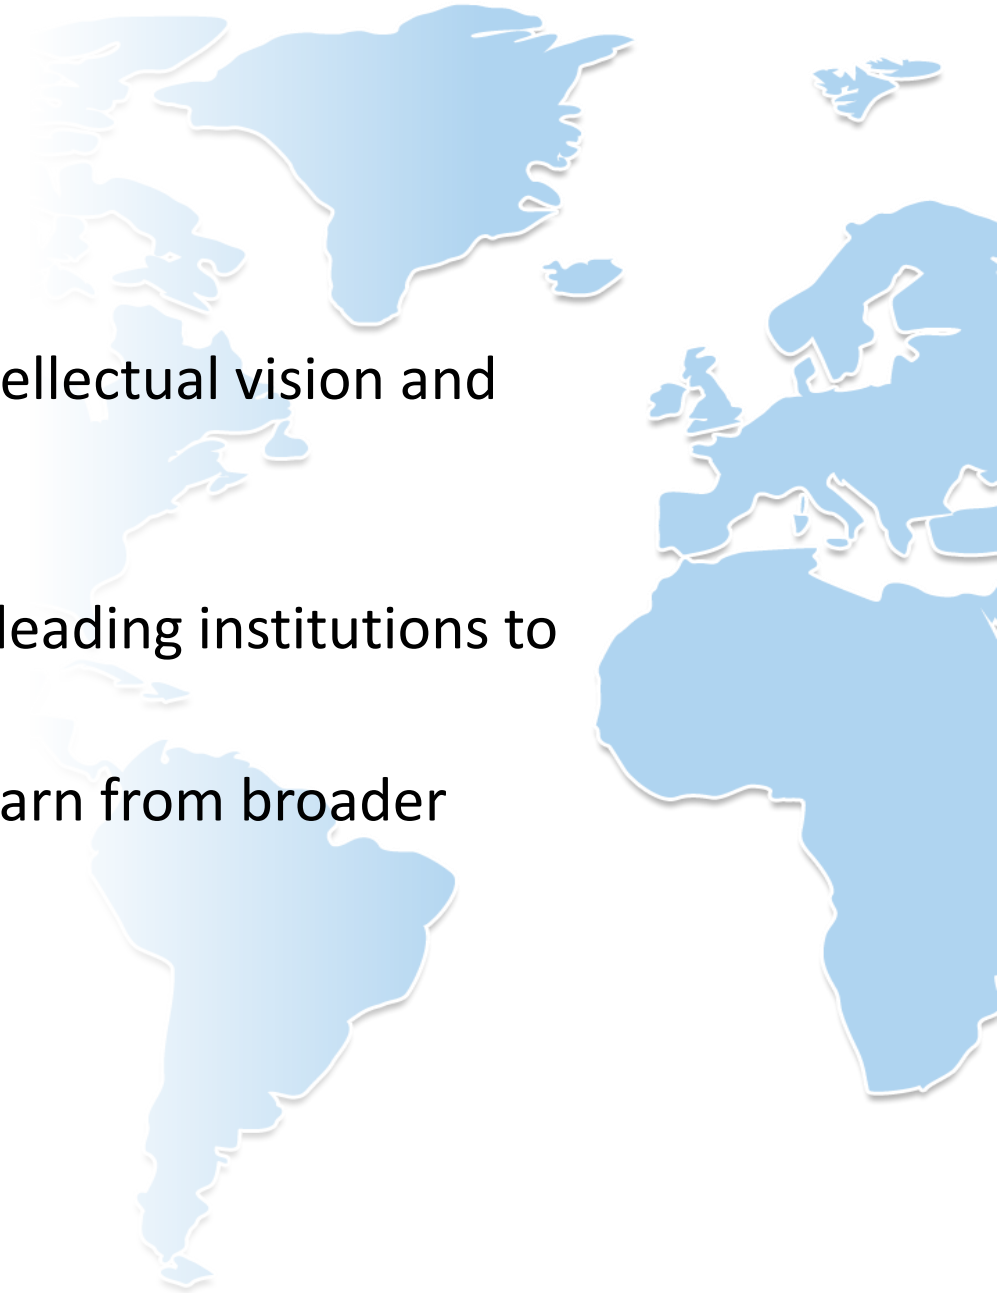 ellectual vision and
leading institutions to
arn from broader